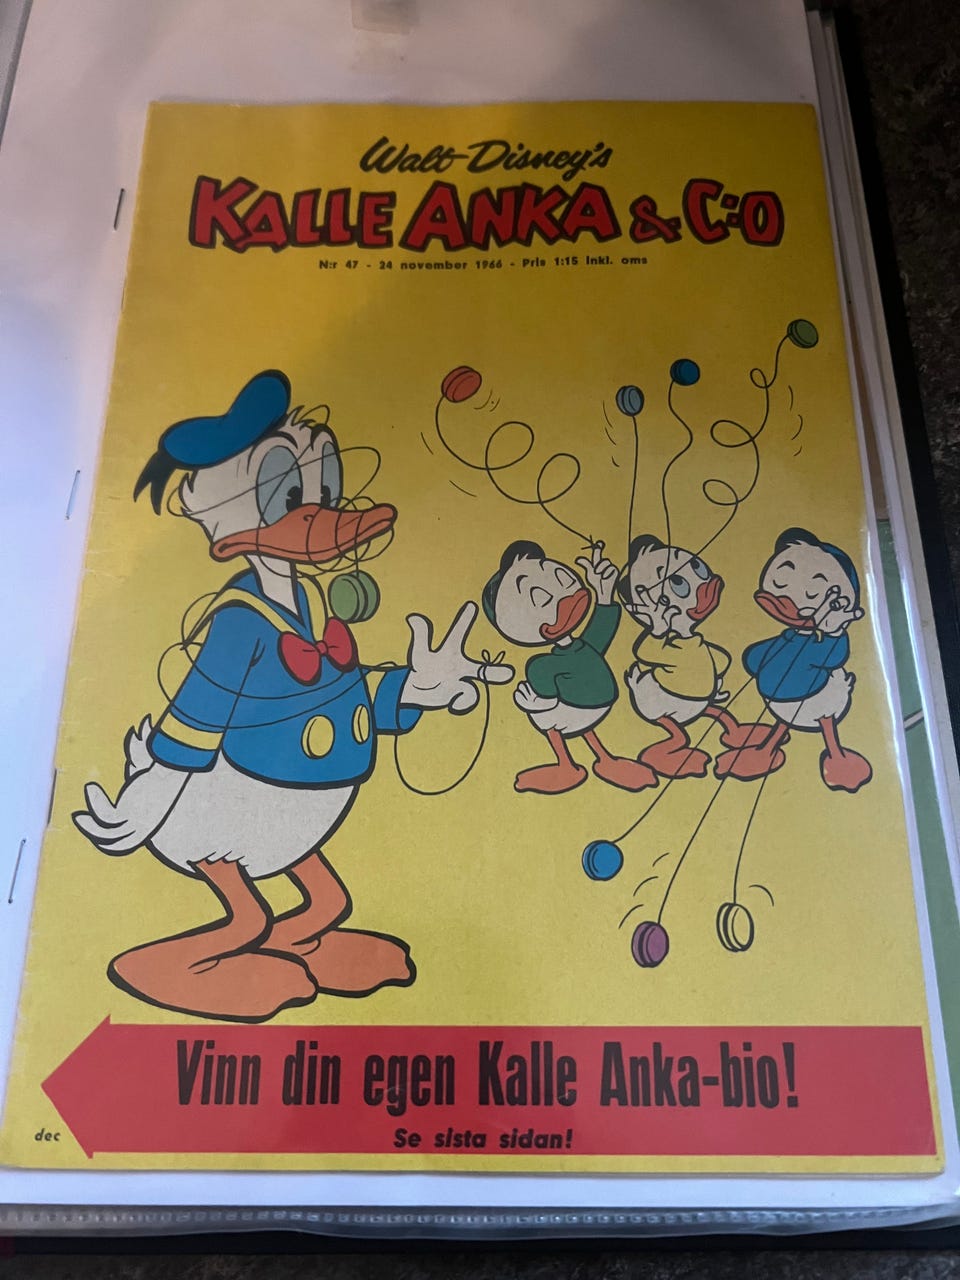 Walt Disney's
KALLE ANKA & C:O
N:r 47 - 24 november 1966 - Pris 1:15 inkl. oms
Vinn din egen Kalle Anka-bio!
Se sista sidan!
dec